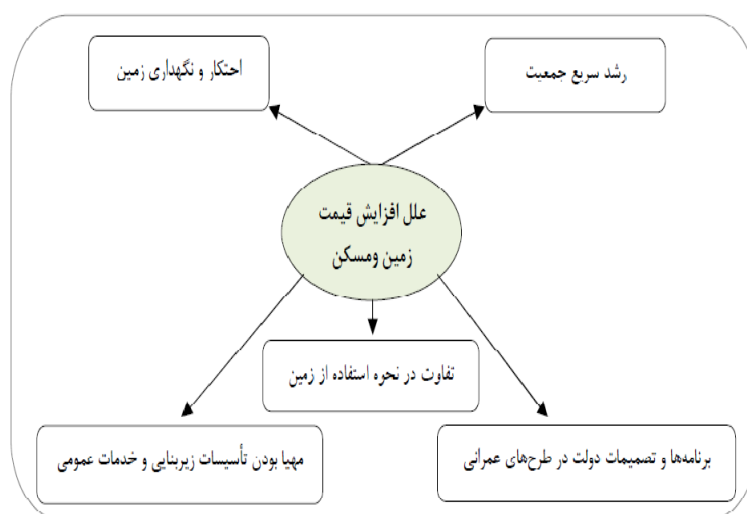 رشد سریع جمعیت
احتکار و نگهداری زمین
علل افزایش قیمت
زمین ومسکن
تفاوت در نحره استفاده از زمین
برنامه‌ها و تصمیمات دولت در طرح‌های عمرانی
مهیا بودن تأسیسات زیربنایی و خدمات عمومی